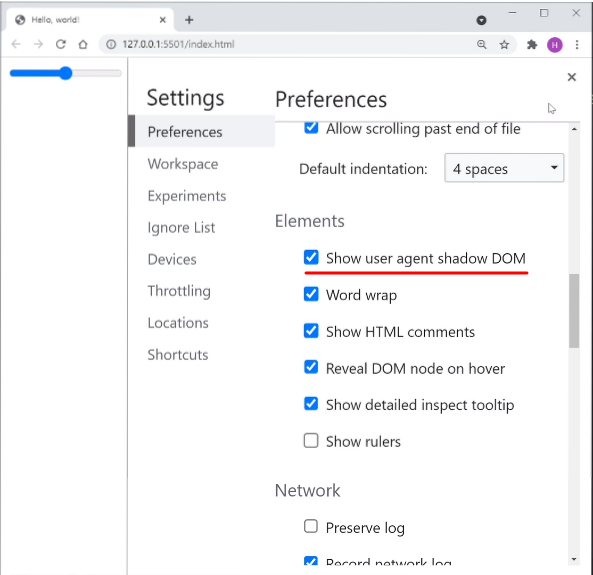 Hello, world!
127.0.0.1:5501/index.html
H
Settings
Preferences
Workspace
Experiments
Ignore List
Devices
Throttling
Locations
Shortcuts
Preferences
Allow scrolling past end of file
Default indentation: 4 spaces
Elements
Show user agent shadow DOM
Word wrap
Show HTML comments
Reveal DOM node on hover
Show detailed inspect tooltip
Show rulers
Network
Preserve log
Record network log